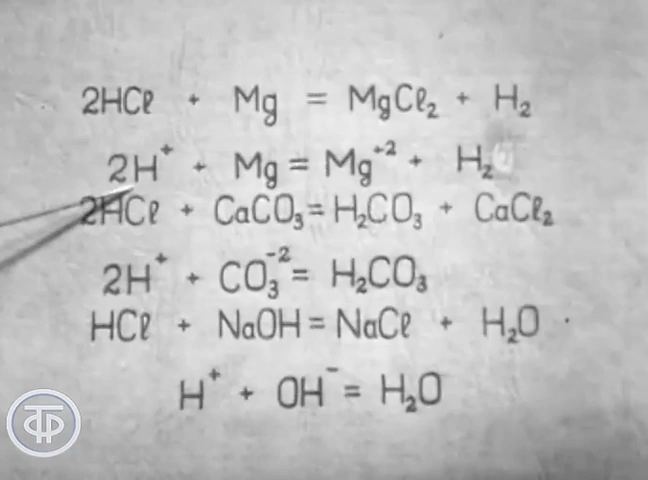 2HCl + Mg = MgCl₂ + H₂
2H⁺ + Mg = Mg⁺² + H₂
2HCl + CaCO₃ = H₂CO₃ + CaCl₂
2H⁺ + CO₃⁻² = H₂CO₃
HCl + NaOH = NaCl + H₂O
H⁺ + OH⁻ = H₂O